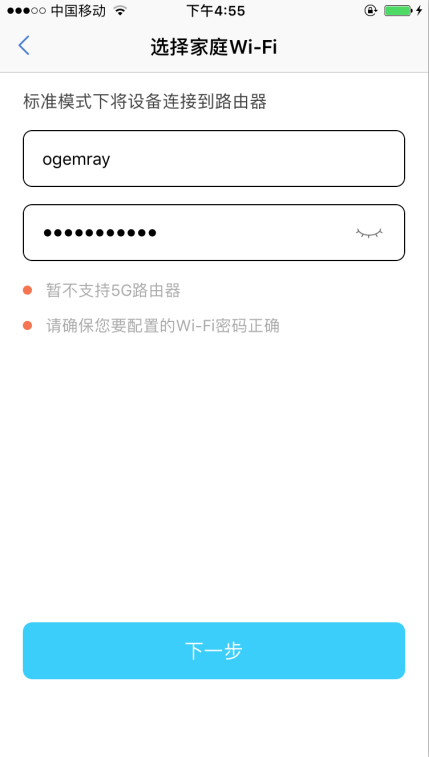 中国移动 下午4:55
选择家庭Wi-Fi
标准模式下将设备连接到路由器
ogemray
•••••••••••
暂不支持5G路由器
请确保您要配置的Wi-Fi密码正确
下一步